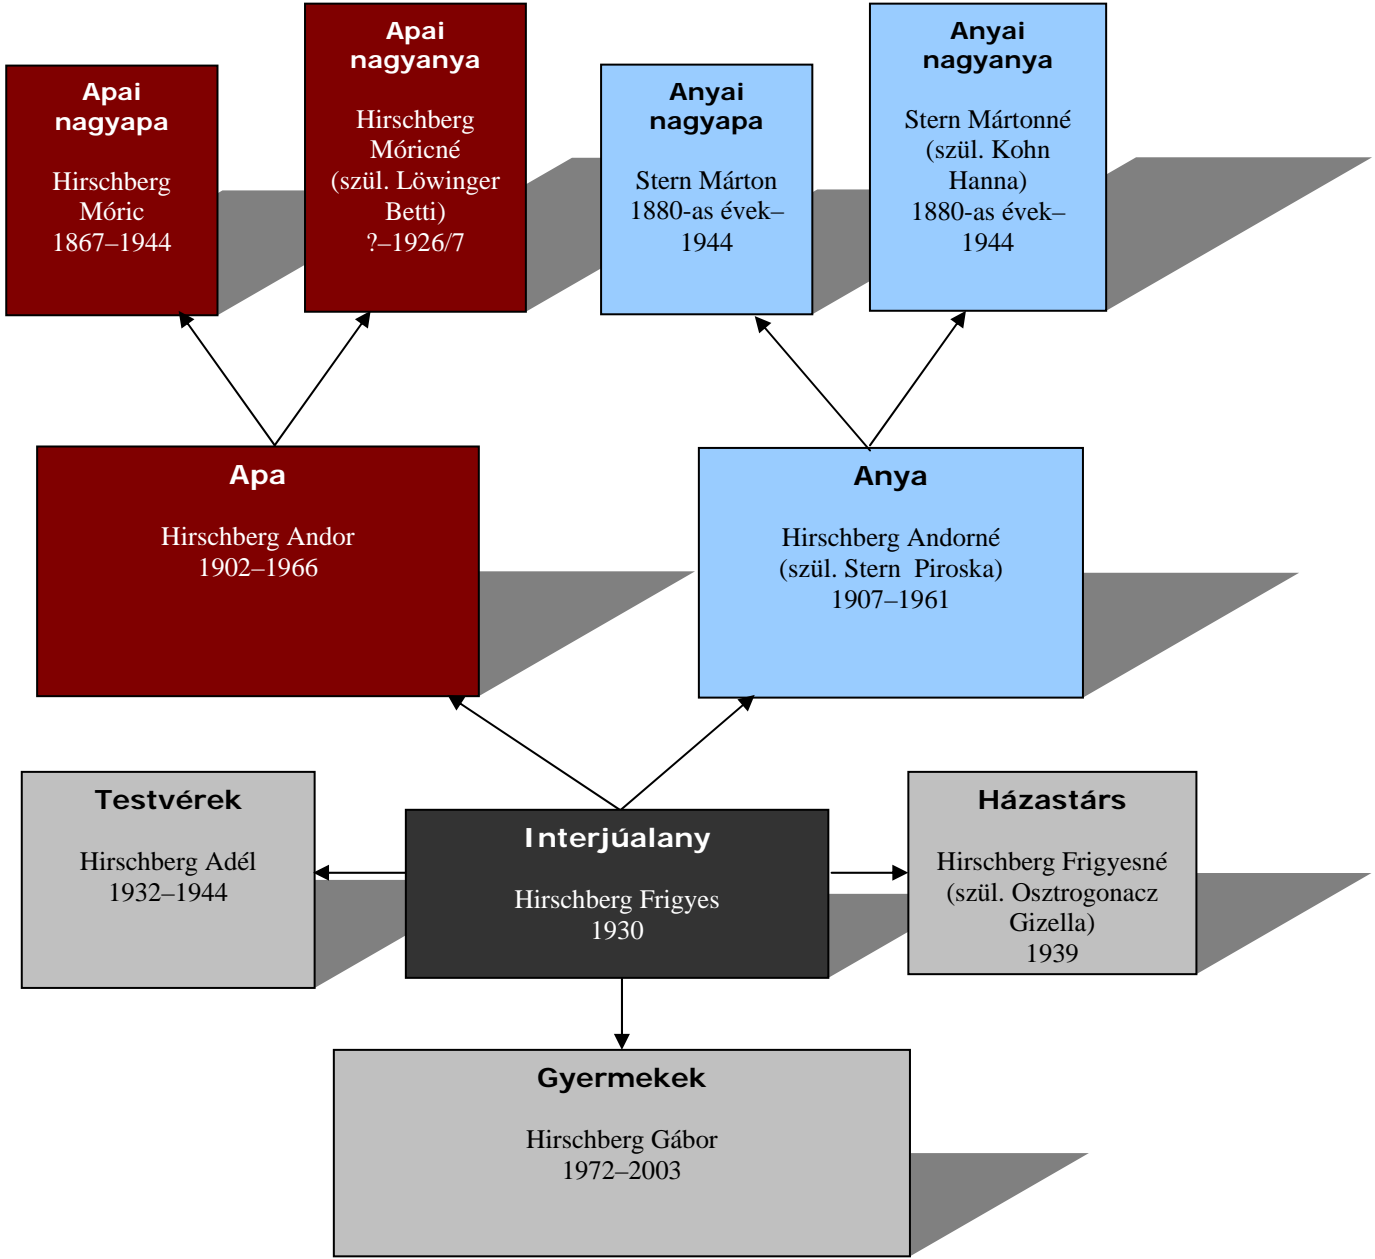 Apai
nagyapa
Hirschberg
Móric
1867–1944
Apai
nagyanya
Hirschberg
Móricné
(szül. Löwinger
Betti)
?–1926/7
Anyai
nagyapa
Stern Márton
1880-as évek–
1944
Anyai
nagyanya
Stern Mártonné
(szül. Kohn
Hanna)
1880-as évek–
1944
Apa
Hirschberg Andor
1902–1966
Anya
Hirschberg Andorné
(szül. Stern Piroska)
1907–1961
Testvérek
Hirschberg Adél
1932–1944
Interjúalany
Hirschberg Frigyes
1930
Házastárs
Hirschberg Frigyesné
(szül. Osztrogonacz
Gizella)
1939
Gyermekek
Hirschberg Gábor
1972–2003